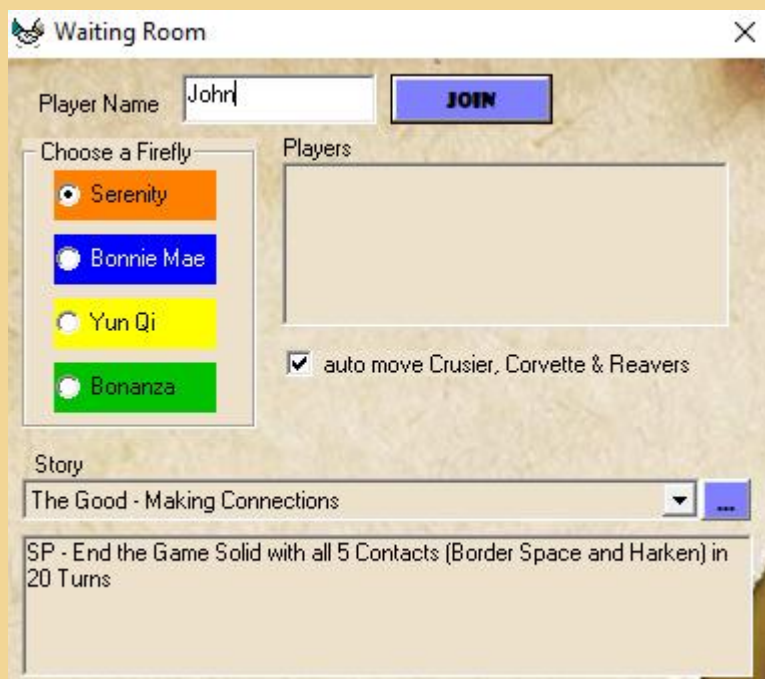 Waiting Room
Player Name
John
JOIN
Choose a Firefly
Serenity
Bonnie Mae
Yun Qi
Bonanza
Players
auto move Crusier, Corvette & Reavers
Story
The Good - Making Connections
...
SP - End the Game Solid with all 5 Contacts (Border Space and Harken) in
20 Turns